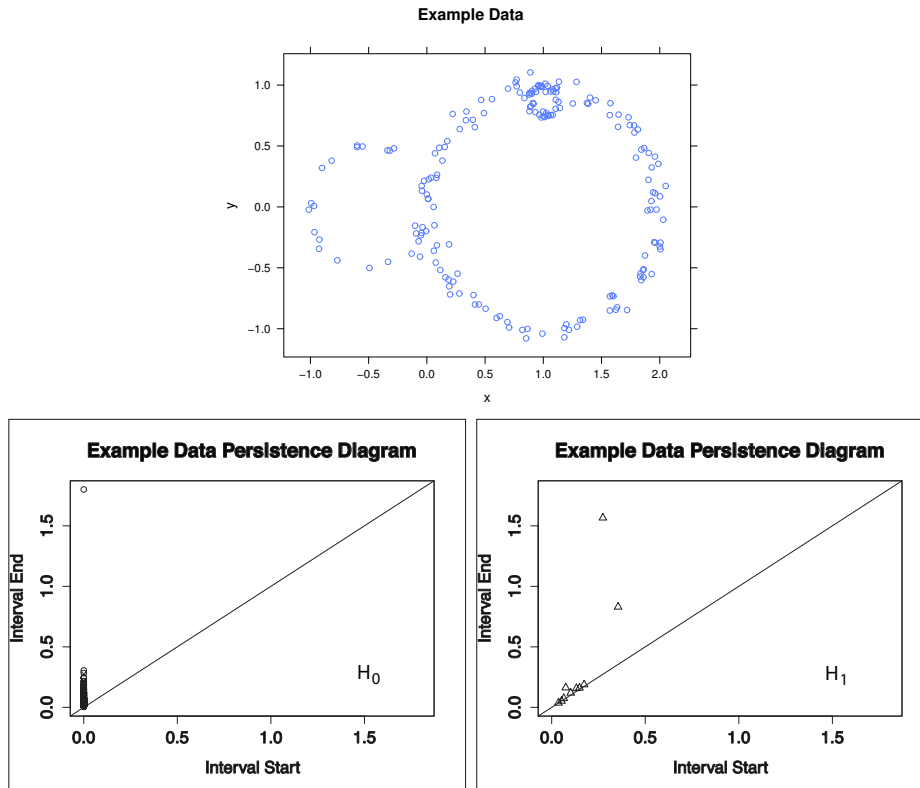 Example Data
1.0
0.5
0.0
−0.5
−1.0
y
−1.0 −0.5 0.0 0.5 1.0 1.5 2.0
x
Example Data Persistence Diagram
1.5
1.0
0.5
0.0
Interval End
H0
0.0 0.5 1.0 1.5
Interval Start
Example Data Persistence Diagram
1.5
1.0
0.5
0.0
Interval End
H1
0.0 0.5 1.0 1.5
Interval Start